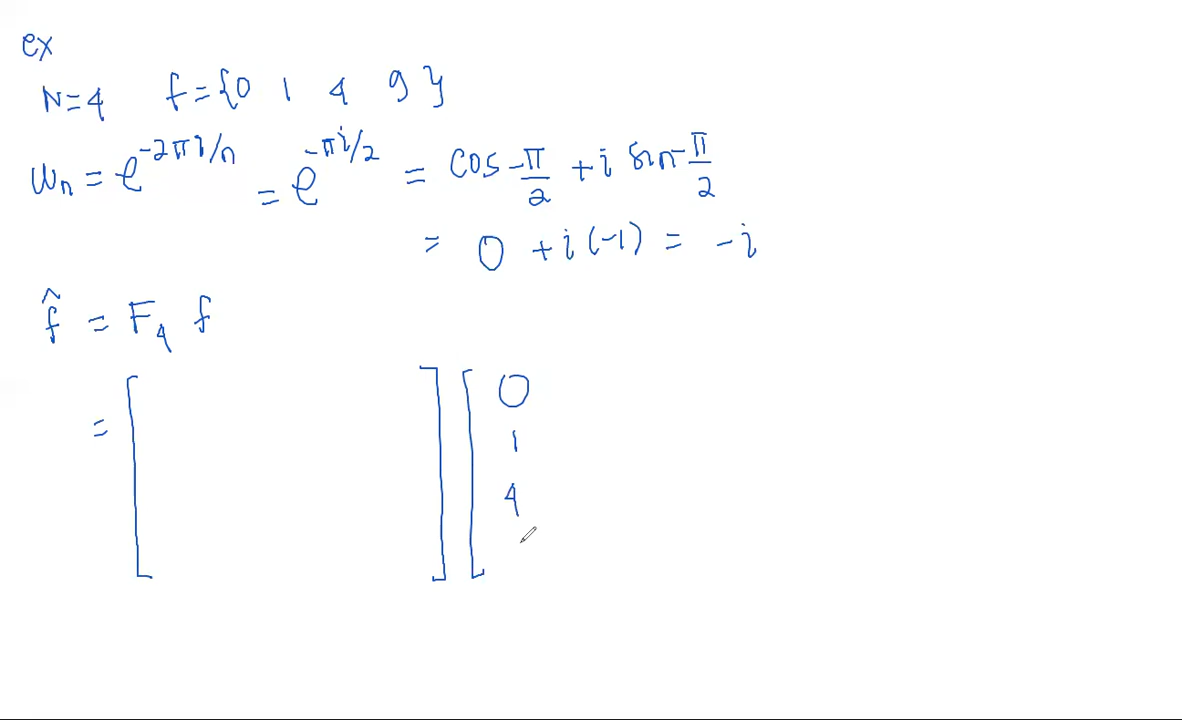 ex
N=4 f={0 1 4 9}
Wn = e^-2πi/n = e^-πi/2 = cos -π/2 + i sin -π/2
= 0 + i(-1) = -i
f̂ = F₄ f
= [ ] [ 0
1
4